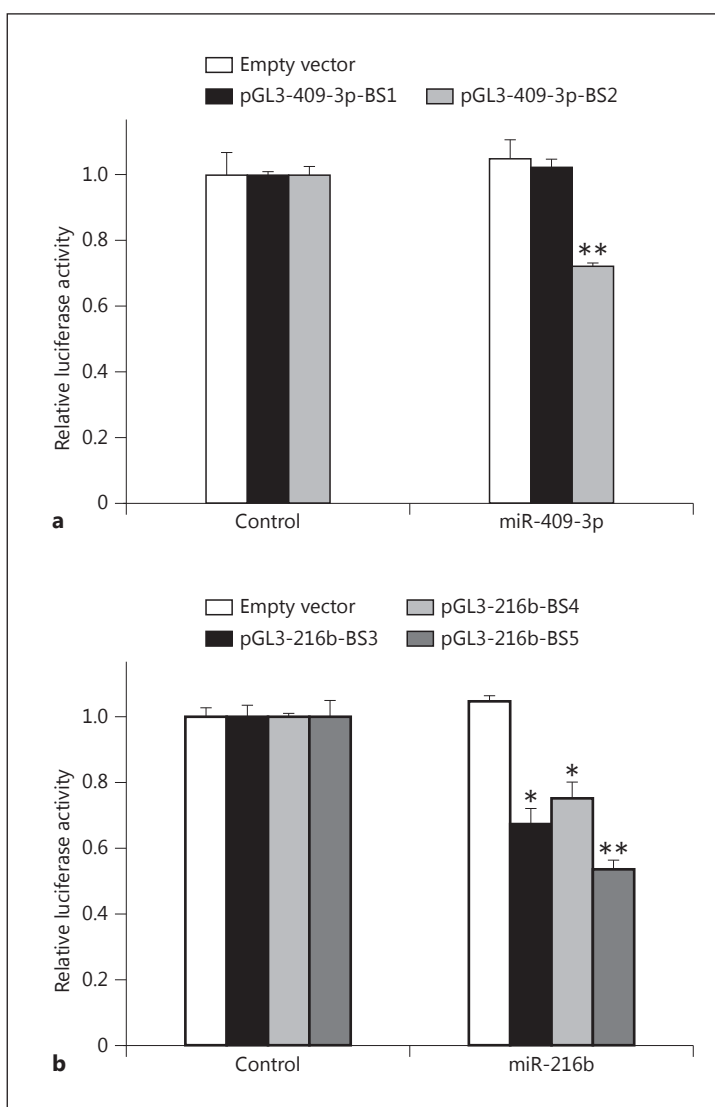 Empty vector
pGL3-409-3p-BS1 pGL3-409-3p-BS2
Relative luciferase activity
1.0
0.8
0.6
0.4
0.2
0
**
Control miR-409-3p
a
Empty vector pGL3-216b-BS4
pGL3-216b-BS3 pGL3-216b-BS5
Relative luciferase activity
1.0
0.8
0.6
0.4
0.2
0
*
*
**
Control miR-216b
b